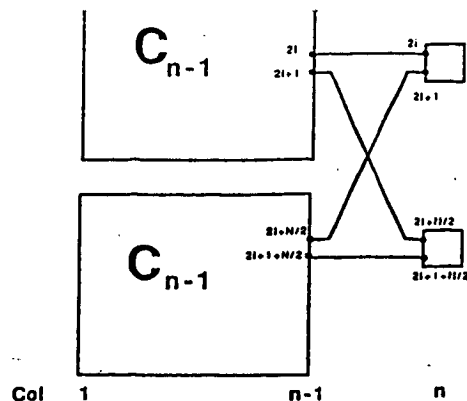 C n-1
2i 2i
2i+1 2i+1
C n-1
2i+N/2 2i+N/2
2i+1+N/2 2i+1+N/2
Col 1 n-1 n